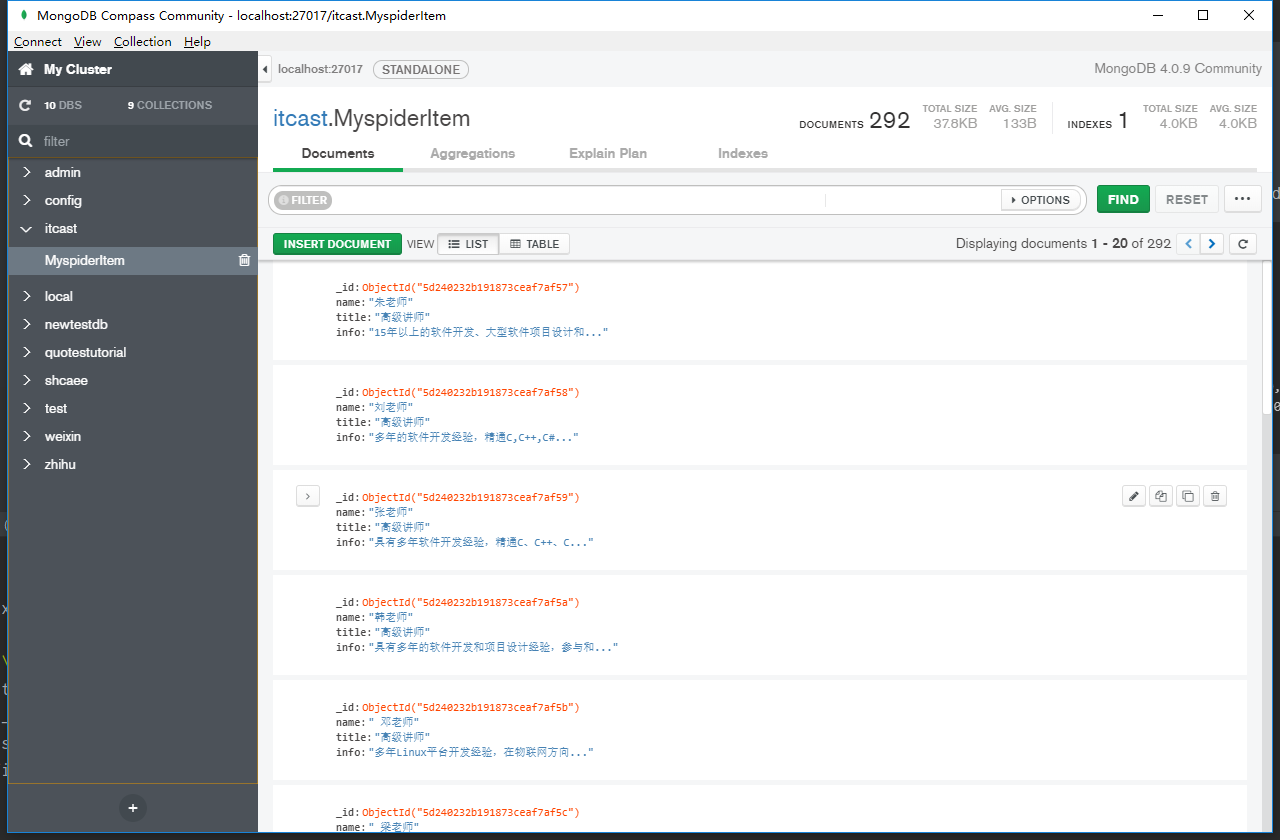 MongoDB Compass Community - localhost:27017/itcast.MyspiderItem
Connect View Collection Help
My Cluster
10 DBS 9 COLLECTIONS
filter
admin
config
itcast
MyspiderItem
local
newtestdb
quotestutorial
shcaee
test
weixin
zhihu
localhost:27017 STANDALONE MongoDB 4.0.9 Community
itcast.MyspiderItem
DOCUMENTS 292 TOTAL SIZE 37.8KB AVG. SIZE 133B INDEXES 1 TOTAL SIZE 4.0KB AVG. SIZE 4.0KB
Documents Aggregations Explain Plan Indexes
FILTER OPTIONS FIND RESET ...
INSERT DOCUMENT VIEW LIST TABLE Displaying documents 1 - 20 of 292
_id: ObjectId("5d240232b191873ceaf7af57")
name: "朱老师"
title: "高级讲师"
info: "15年以上的软件开发、大型软件项目设计和..."
_id: ObjectId("5d240232b191873ceaf7af58")
name: "刘老师"
title: "高级讲师"
info: "多年的软件开发经验，精通C,C++,C#..."
_id: ObjectId("5d240232b191873ceaf7af59")
name: "张老师"
title: "高级讲师"
info: "具有多年软件开发经验，精通C、C++、C..."
_id: ObjectId("5d240232b191873ceaf7af5a")
name: "韩老师"
title: "高级讲师"
info: "具有多年的软件开发和项目设计经验，参与和..."
_id: ObjectId("5d240232b191873ceaf7af5b")
name: " 邓老师"
title: "高级讲师"
info: "多年Linux平台开发经验，在物联网方向..."
_id: ObjectId("5d240232b191873ceaf7af5c")
name: " 梁老师"